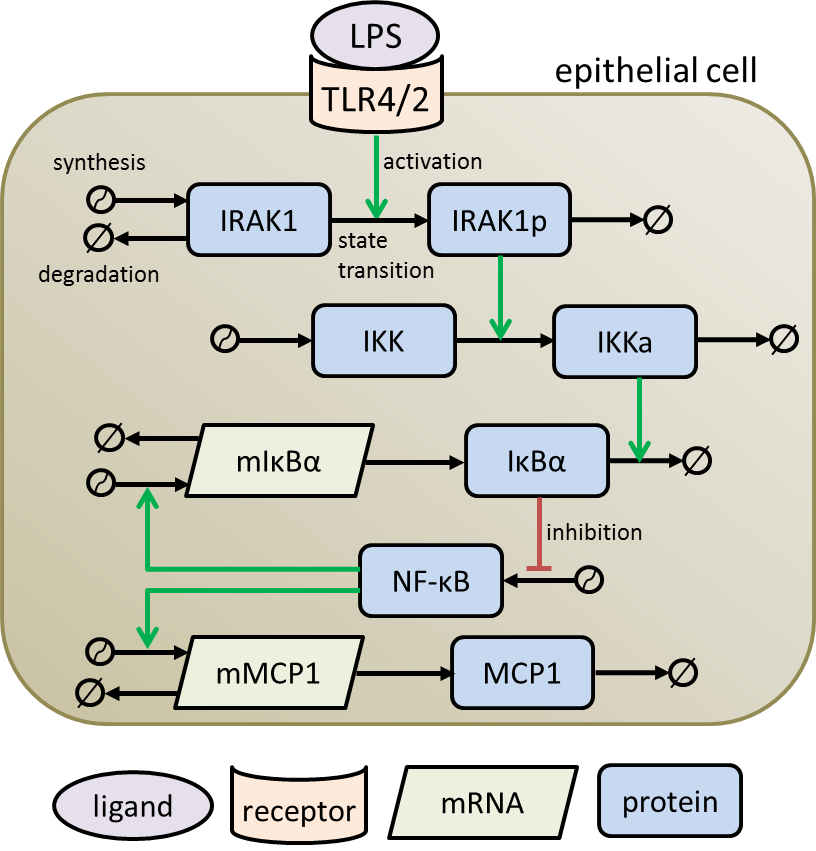 LPS
epithelial cell
TLR4/2
synthesis
activation
IRAK1
IRAK1p
state
transition
degradation
IKK
IKKa
mIκBα
IκBα
inhibition
NF-κB
mMCP1
MCP1
ligand
receptor
mRNA
protein